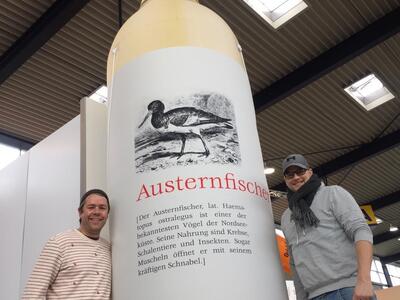 Austernfischer
[Der Austernfischer, lat. Haema-
topus ostralegus ist einer der
bekanntesten Vögel der Nordsee-
küste. Seine Nahrung sind Krebse,
Schalentiere und Insekten. Sogar
Muscheln öffnet er mit seinem
kräftigen Schnabel.]